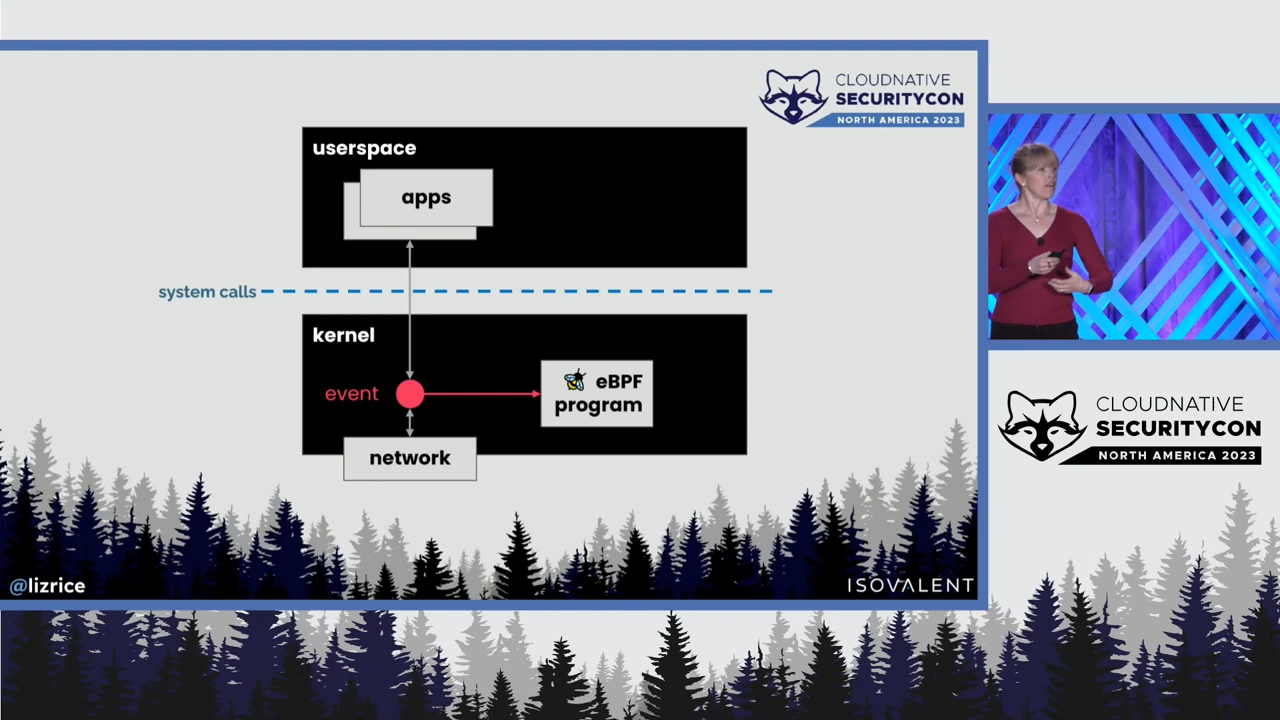 CLOUDNATIVE
SECURITYCON
NORTH AMERICA 2023
userspace
apps
system calls
kernel
event
eBPF
program
network
@lizrice
ISOVALENT
CLOUDNATIVE
SECURITYCON
NORTH AMERICA 2023